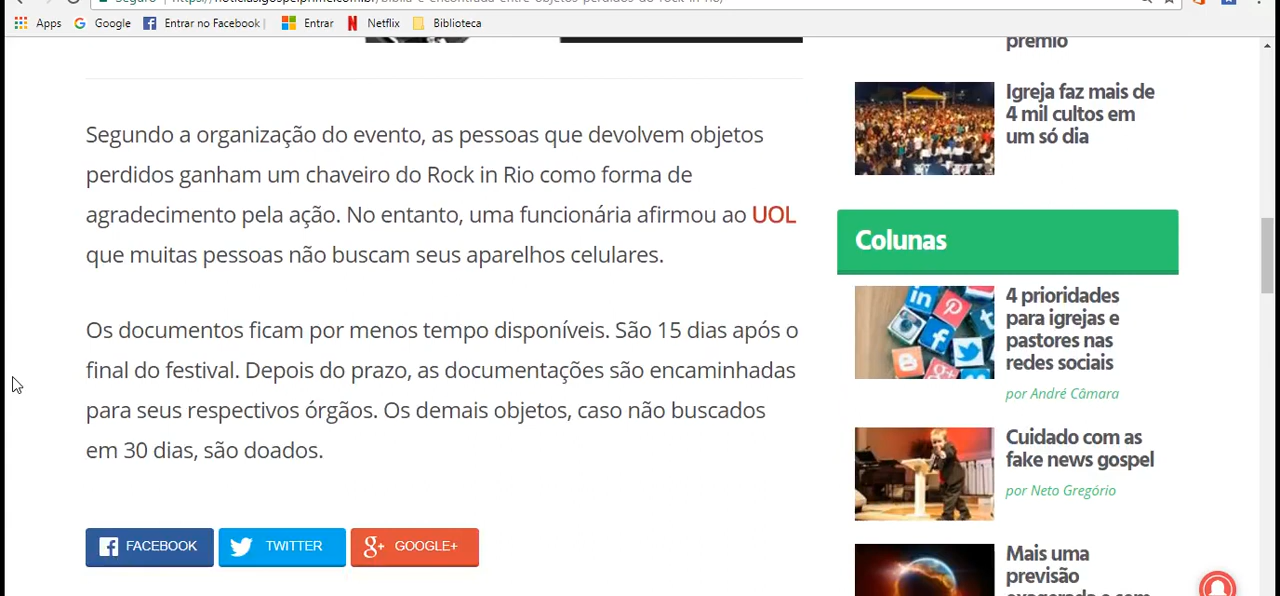 Apps Google Entrar no Facebook | Entrar Netflix Biblioteca
Segundo a organização do evento, as pessoas que devolvem objetos
perdidos ganham um chaveiro do Rock in Rio como forma de
agradecimento pela ação. No entanto, uma funcionária afirmou ao UOL
que muitas pessoas não buscam seus aparelhos celulares.
Os documentos ficam por menos tempo disponíveis. São 15 dias após o
final do festival. Depois do prazo, as documentações são encaminhadas
para seus respectivos órgãos. Os demais objetos, caso não buscados
em 30 dias, são doados.
FACEBOOK TWITTER GOOGLE+
prêmio
Igreja faz mais de
4 mil cultos em
um só dia
Colunas
4 prioridades
para igrejas e
pastores nas
redes sociais
por André Câmara
Cuidado com as
fake news gospel
por Neto Gregório
Mais uma
previsão